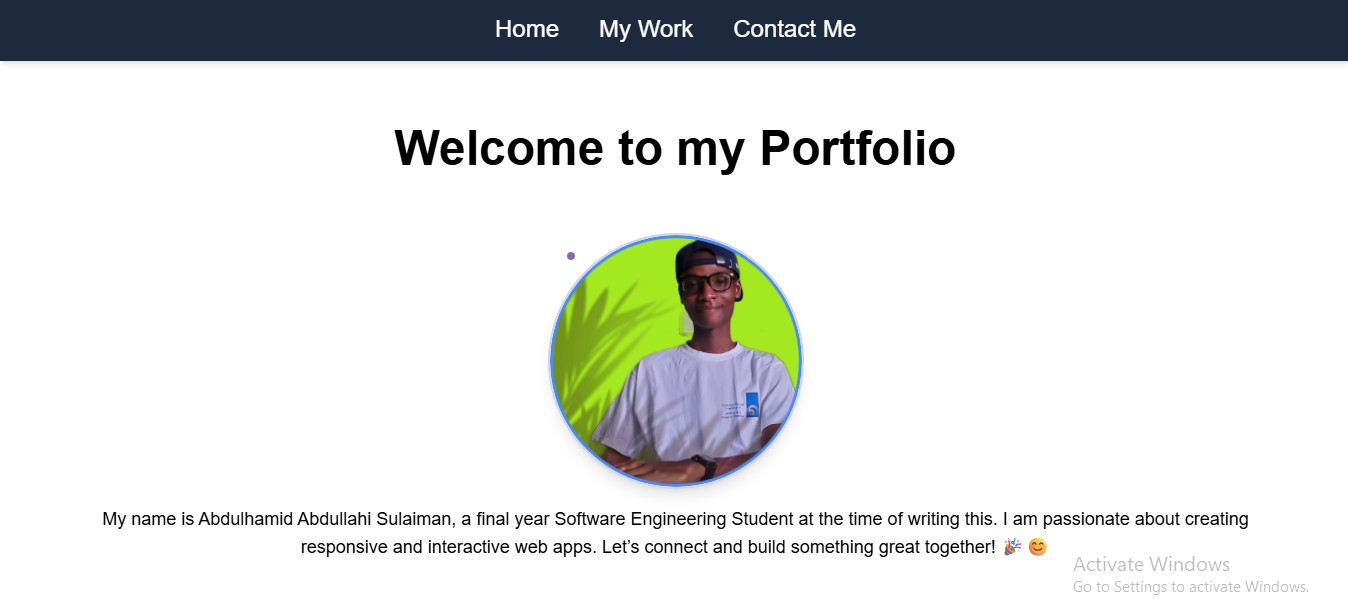 Home My Work Contact Me
Welcome to my Portfolio
My name is Abdulhamid Abdullahi Sulaiman, a final year Software Engineering Student at the time of writing this. I am passionate about creating
responsive and interactive web apps. Let’s connect and build something great together! 🎉 😊
Activate Windows
Go to Settings to activate Windows.